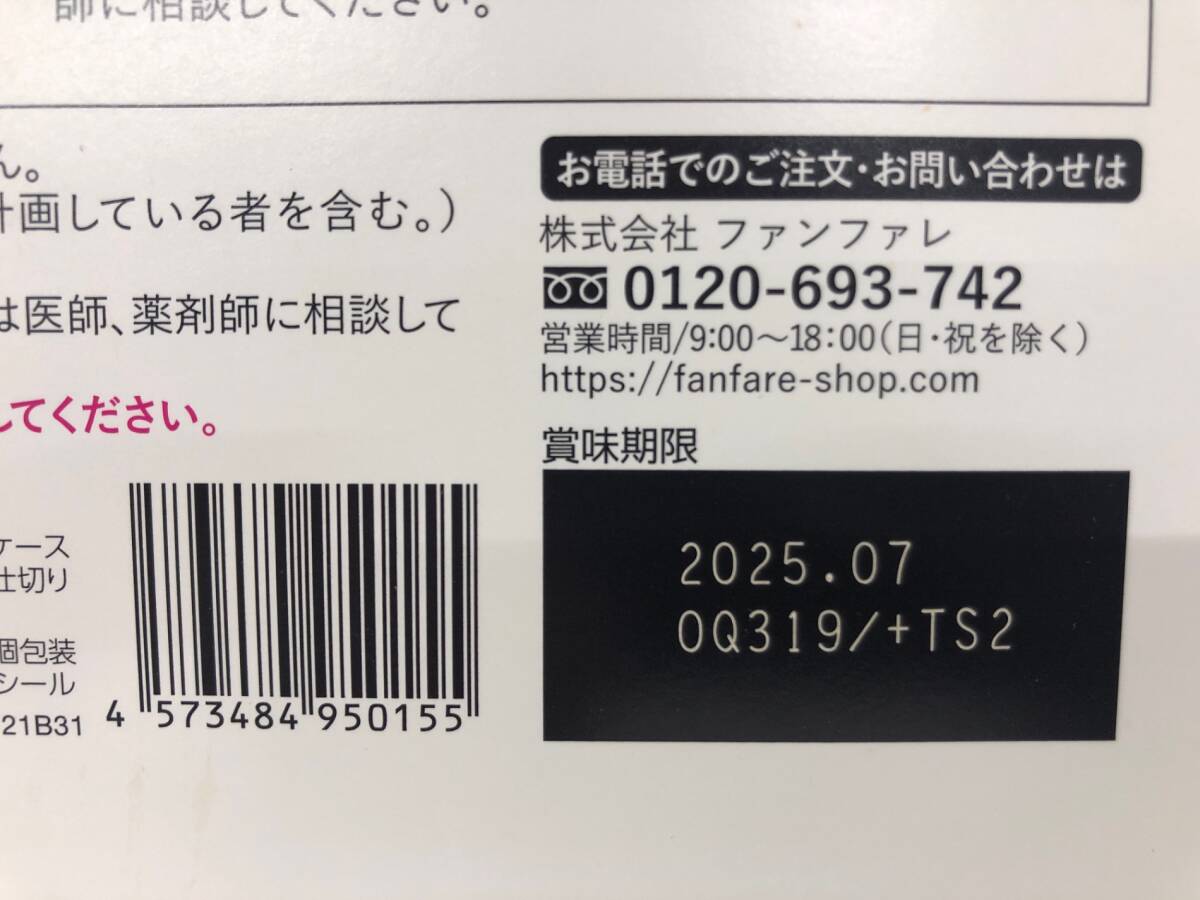 師に相談してください。
ん。
計画している者を含む。)
は医師、薬剤師に相談して
してください。
ケース
仕切り
個包装
シール
21B31
4 573484 950155
お電話でのご注文・お問い合わせは
株式会社 ファンファレ
0120-693-742
営業時間/9:00〜18:00(日・祝を除く)
https://fanfare-shop.com
賞味期限
2025.07
0Q319/+TS2